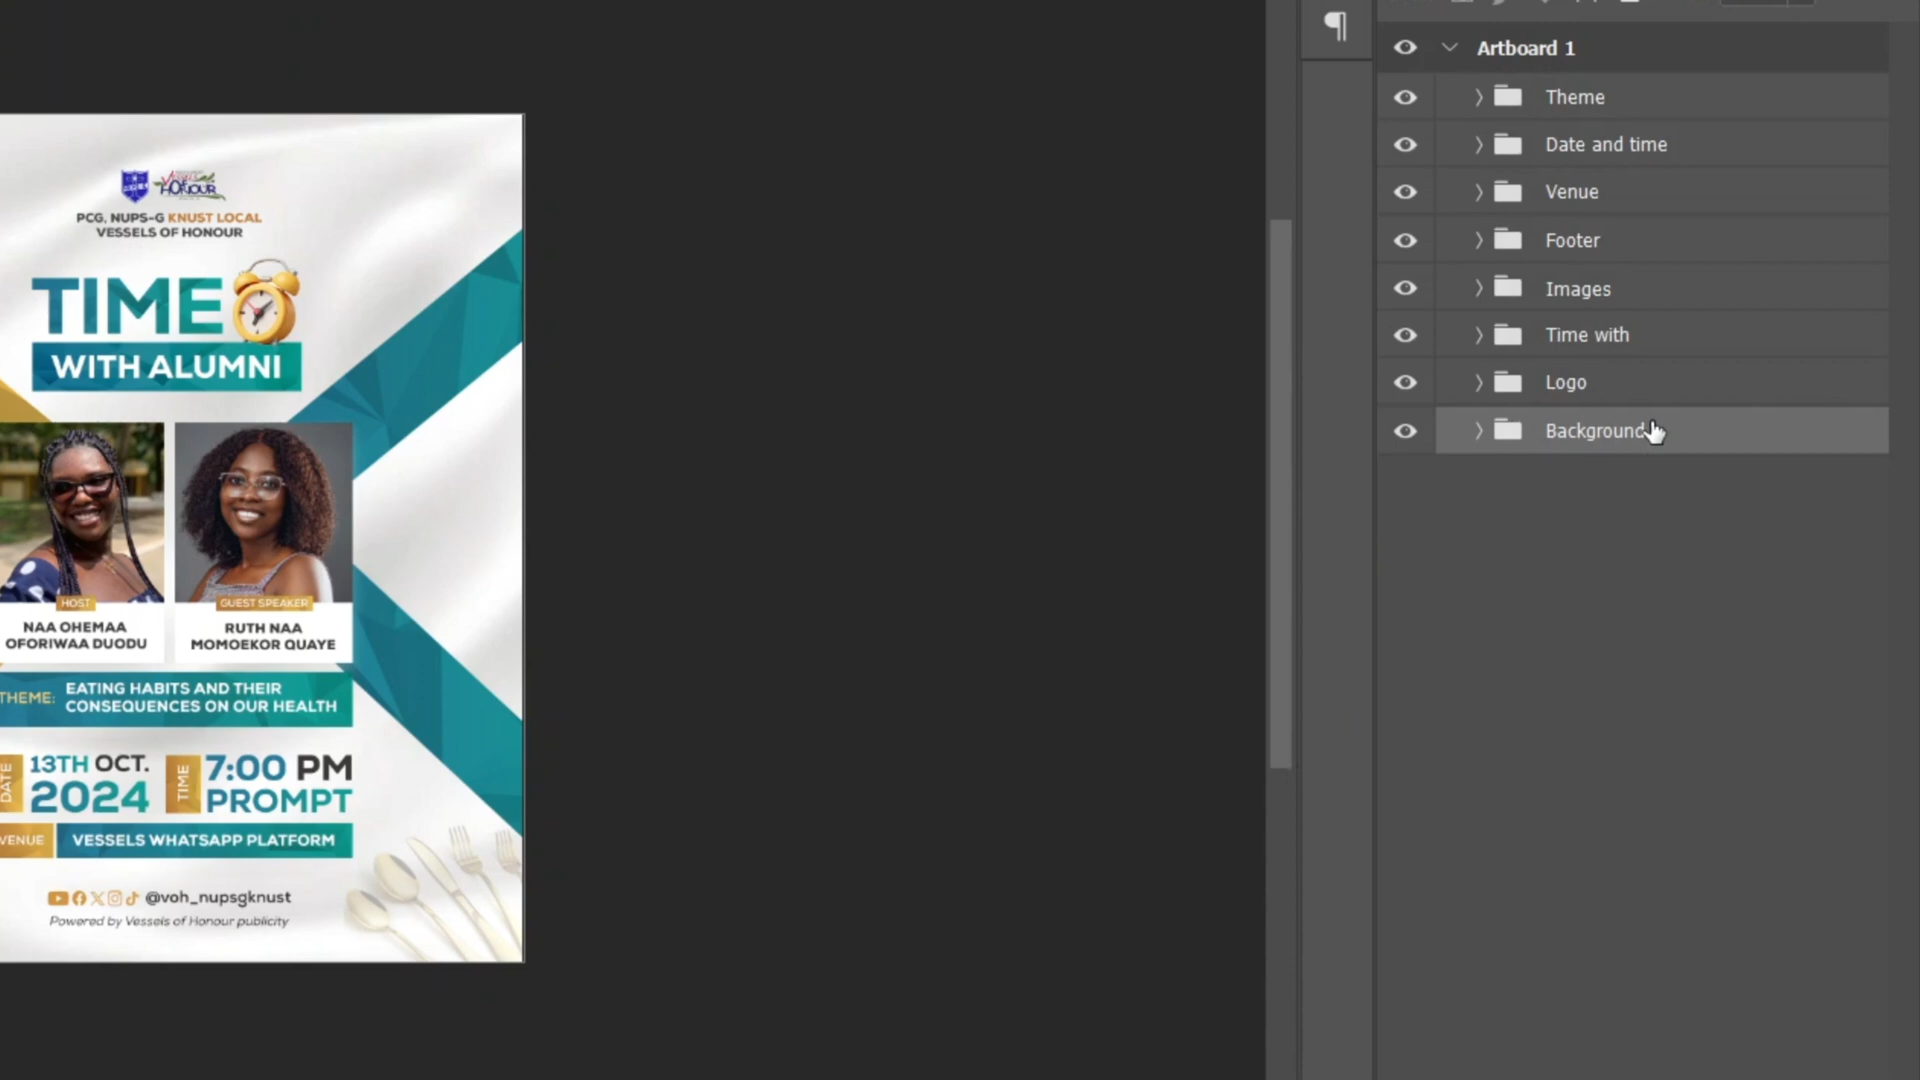 PCG, NUPS-G KNUST LOCAL
VESSELS OF HONOUR
TIME
WITH ALUMNI
HOST
NAA OHEMAA
OFORIWAA DUODU
GUEST SPEAKER
RUTH NAA
MOMOEKOR QUAYE
THEME:
EATING HABITS AND THEIR
CONSEQUENCES ON OUR HEALTH
DATE
13TH OCT.
2024
TIME
7:00 PM
PROMPT
VENUE
VESSELS WHATSAPP PLATFORM
@voh_nupsgknust
Powered by Vessels of Honour publicity
Artboard 1
Theme
Date and time
Venue
Footer
Images
Time with
Logo
Background